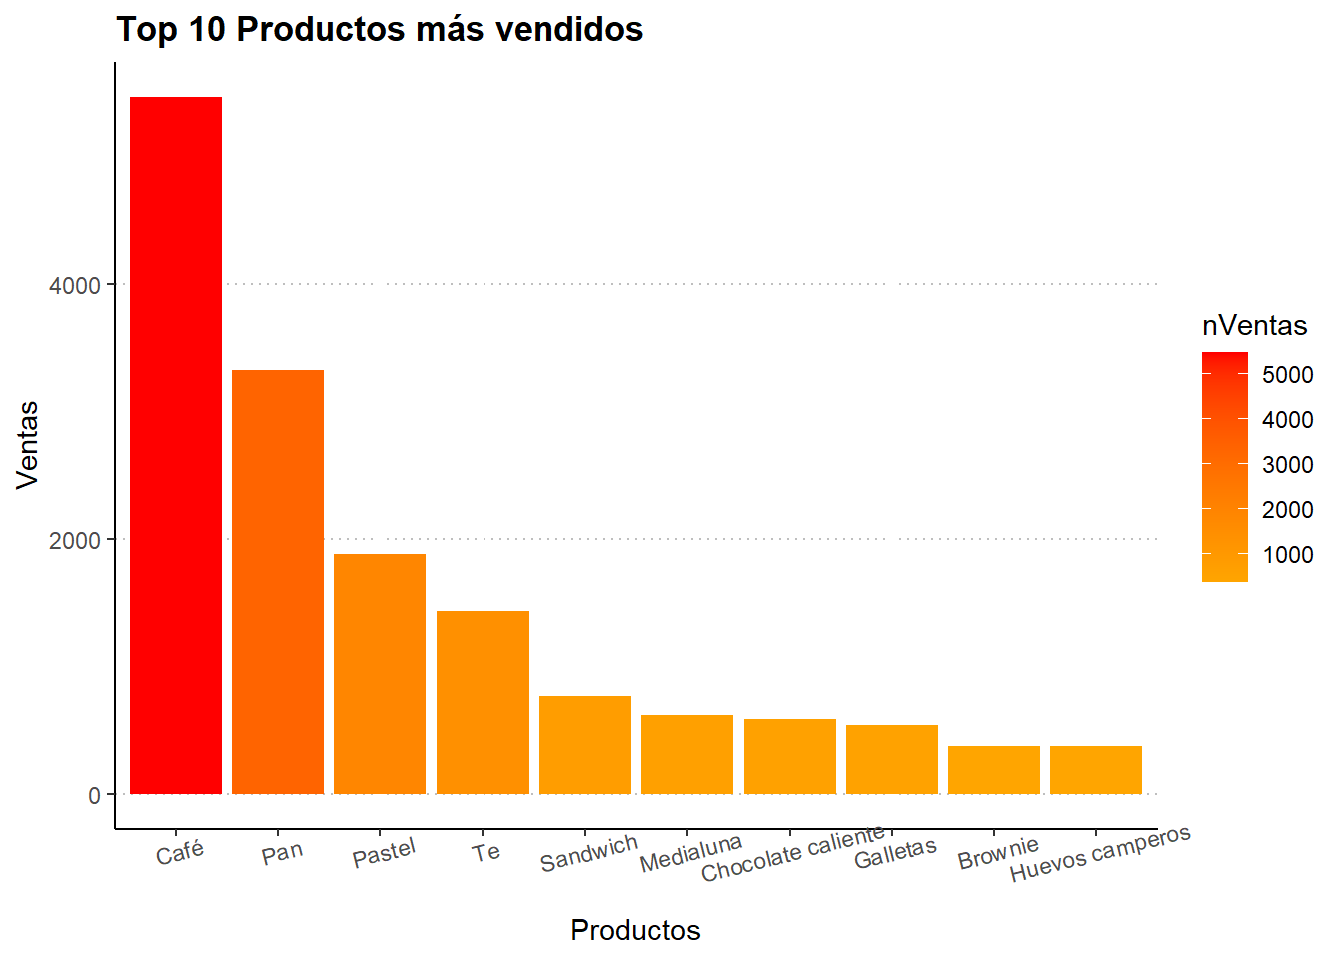 Top 10 Productos más vendidos
Ventas
4000
2000
0
Café
Pan
Pastel
Te
Sandwich
Medialuna
Chocolate caliente
Galletas
Brownie
Huevos camperos
Productos
nVentas
5000
4000
3000
2000
1000